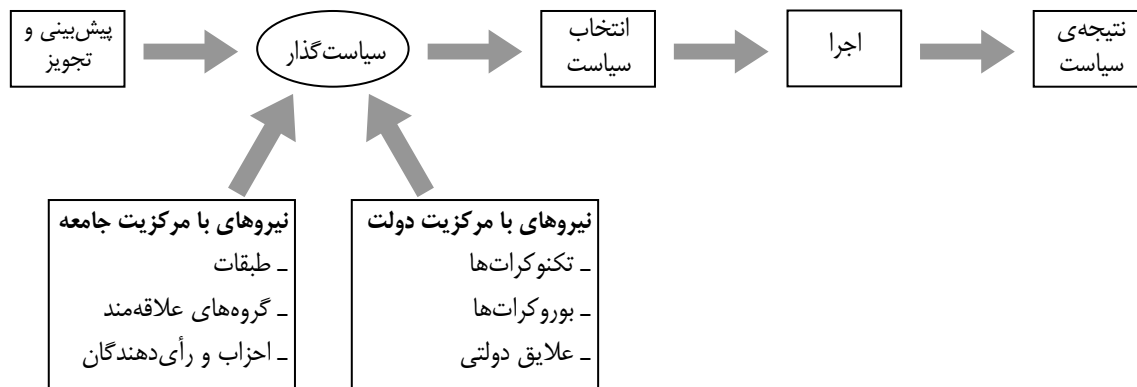 پیش‌بینی و
تجویز
سیاست‌گذار
انتخاب
سیاست
اجرا
نتیجه‌ی
سیاست
نیروهای با مرکزیت جامعه
ـ طبقات
ـ گروه‌های علاقه‌مند
ـ احزاب و رأی‌دهندگان
نیروهای با مرکزیت دولت
ـ تکنوکرات‌ها
ـ بوروکرات‌ها
ـ علایق دولتی